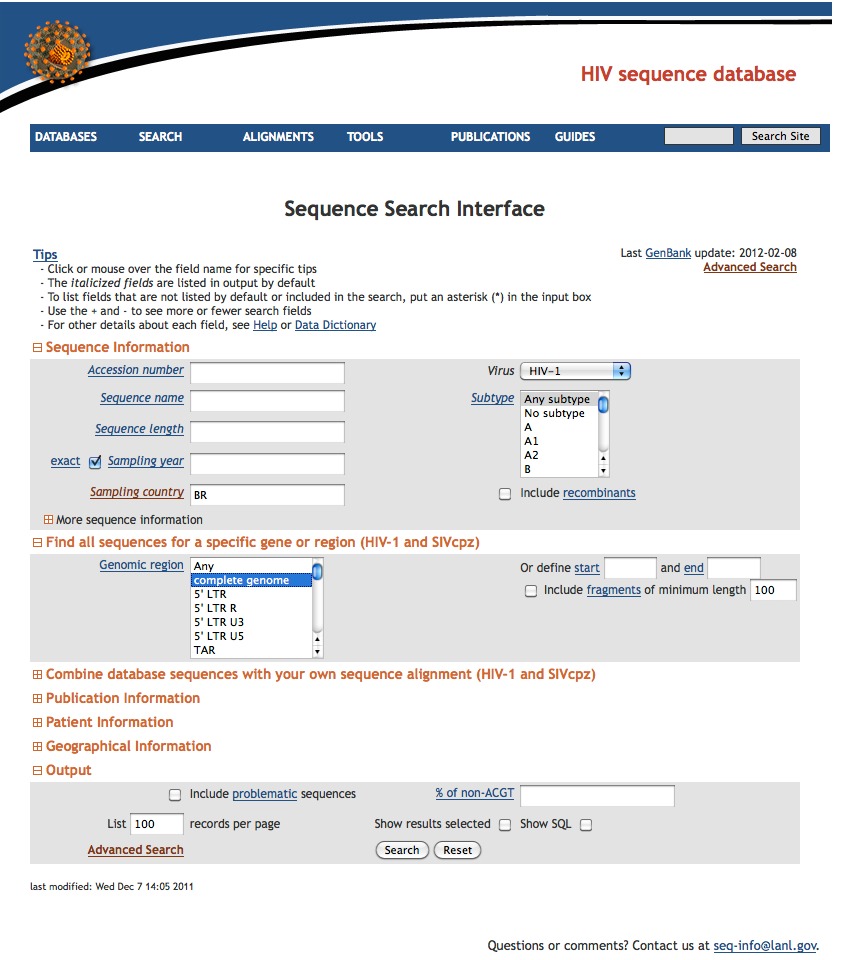 HIV sequence database
DATABASES SEARCH ALIGNMENTS TOOLS PUBLICATIONS GUIDES Search Site
Sequence Search Interface
Tips
Last GenBank update: 2012-02-08
Advanced Search
- Click or mouse over the field name for specific tips
- The italicized fields are listed in output by default
- To list fields that are not listed by default or included in the search, put an asterisk (*) in the input box
- Use the + and - to see more or fewer search fields
- For other details about each field, see Help or Data Dictionary
Sequence Information
Accession number
Sequence name
Sequence length
exact Sampling year
Sampling country BR
More sequence information
Virus HIV-1
Subtype Any subtype
No subtype
A
A1
A2
B
Include recombinants
Find all sequences for a specific gene or region (HIV-1 and SIVcpz)
Genomic region Any
complete genome
5' LTR
5' LTR R
5' LTR U3
5' LTR U5
TAR
Or define start and end
Include fragments of minimum length 100
Combine database sequences with your own sequence alignment (HIV-1 and SIVcpz)
Publication Information
Patient Information
Geographical Information
Output
Include problematic sequences % of non-ACGT
List 100 records per page Show results selected Show SQL
Advanced Search Search Reset
last modified: Wed Dec 7 14:05 2011
Questions or comments? Contact us at seq-info@lanl.gov.